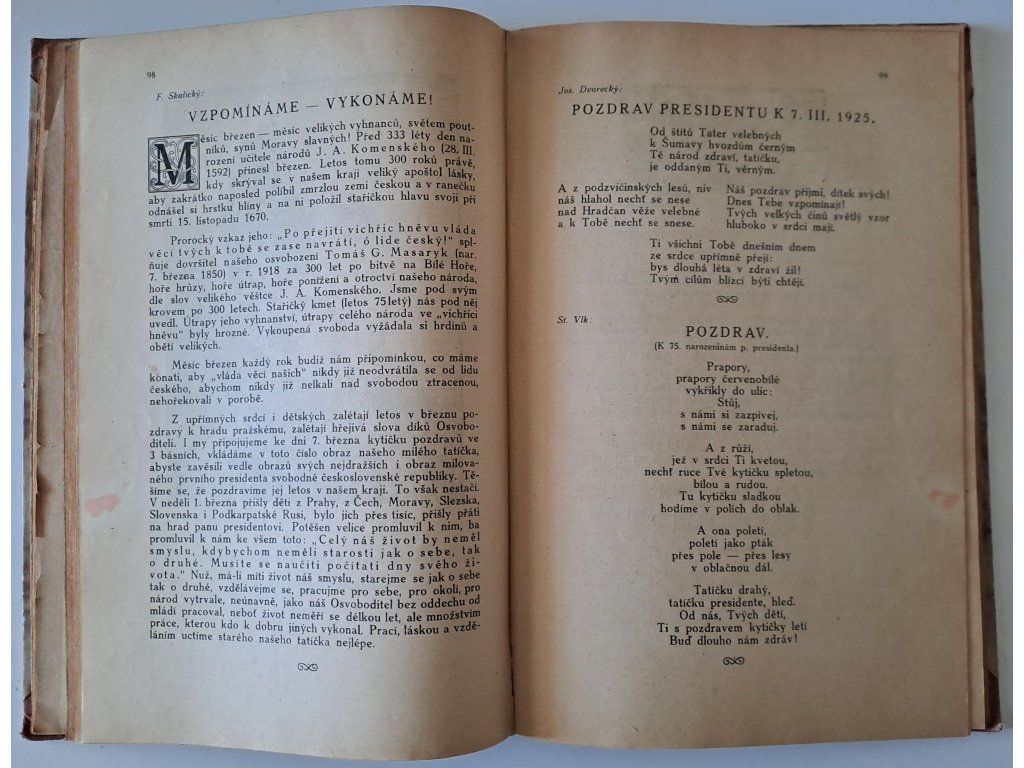 98
F. Skalický:
VZPOMÍNÁME — VYKONÁME!
Měsíc březen — měsíc velikých vyhnanců, světem pout-
níků, synů Moravy slavných! Před 333 léty den na-
rození učitele národů J. A. Komenského (28. III.
1592) přinesl březen. Letos tomu 300 roků právě,
kdy skrýval se v našem kraji veliký apoštol lásky,
aby zakrátko naposled políbil zmrzlou zemi českou a v ranečku
odnášel si hrstku hlíny a na ni položil stařičkou hlavu svoji při
smrti 15. listopadu 1670.
Prorocký vzkaz jeho: „Po přejití vichřic hněvu vláda
věcí tvých k tobě se zase navrátí, ó lide český!“ spl-
ňuje dovršitel našeho osvobození Tomáš G. Masaryk (nar.
7. března 1850) v r. 1918 za 300 let po bitvě na Bílé Hoře,
hoře hrůzy, hoře útrap, hoře ponížení a otroctví našeho národa,
dle slov velikého věštce J. A. Komenského. Jsme pod svým
krovem po 300 letech. Stařičký kmet (letos 75letý) nás pod něj
uvedl. Útrapy jeho vyhnanství, útrapy celého národa ve „vichřici
hněvu“ byly hrozné. Vykoupená svoboda vyžádala si hrdinů a
obětí velikých.
Měsíc březen každý rok budiž nám připomínkou, co máme
konati, aby „vláda věcí našich“ nikdy již neodvrátila se od lidu
českého, abychom nikdy již nelkali nad svobodou ztracenou,
nehořekovali v porobě.
Z upřímných srdcí i dětských zalétají letos v březnu po-
zdravy k hradu pražskému, zalétají hřejivá slova díků Osvobo-
diteli. I my připojujeme ke dni 7. března kytičku pozdravů ve
3 básních, vkládáme v toto číslo obraz našeho milého tatíčka,
abyste zavěsili vedle obrazů svých nejdražších i obraz milova-
ného prvního presidenta svobodné československé republiky. Tě-
šíme se, že pozdravíme jej letos v našem kraji. To však nestačí.
V neděli 1. března přišly děti z Prahy, z Čech, Moravy, Slezska,
Slovenska i Podkarpatské Rusi, bylo jich přes tisíc, přišly přáti
na hrad panu presidentovi. Potěšen velice promluvil k nim, ba
promluvil k nám ke všem toto: „Celý náš život by neměl
smyslu, kdybychom neměli starosti jak o sebe, tak
o druhé. Musíte se naučiti počítati dny svého ži-
vota.“ Nuž, má-li míti život náš smyslu, starejme se jak o sebe
tak o druhé, vzdělávejme se, pracujme pro sebe, pro okolí, pro
národ vytrvale, neúnavně, jako náš Osvoboditel bez oddechu od
mládí pracoval, neboť život neměří se délkou let, ale množstvím
práce, kterou kdo k dobru jiných vykonal. Prací, láskou a vzdě-
láním uctíme starého našeho tatíčka nejlépe.
99
Jos. Dvorecký:
POZDRAV PRESIDENTU K 7. III. 1925.
Od štítů Tater velebných
k Šumavy hvozdům černým
Tě národ zdraví, tatíčku,
je oddaným Ti, věrným.
A z podzvičinských lesů, niv
náš hlahol nechť se nese
nad Hradčan věže velebné
a k Tobě nechť se snese.
Náš pozdrav přijmi, dítek svých!
Dnes Tebe vzpomínají!
Tvých velkých činů světlý vzor
hluboko v srdci mají.
Ti všichni Tobě dnešním dnem
ze srdce upřímně přejí:
bys dlouhá léta v zdraví žil!
Tvým cílům blízcí býti chtějí.
St. Vlk:
POZDRAV.
(K 75. narozeninám p. presidenta.)
Prapory,
prapory červenobílé
vykřikly do ulic:
Stůj,
s námi si zazpívej,
s námi se zaraduj.
A z růží,
jež v srdci Ti kvetou,
nechť ruce Tvé kytičku spletou,
bílou a rudou.
Tu kytičku sladkou
hodíme v polích do oblak.
A ona poletí,
poletí jako pták
přes pole — přes lesy
v oblačnou dál.
Tatíčku drahý,
tatíčku presidente, hleď.
Od nás, Tvých dětí,
Ti s pozdravem kytičky letí
Buď dlouho nám zdráv!